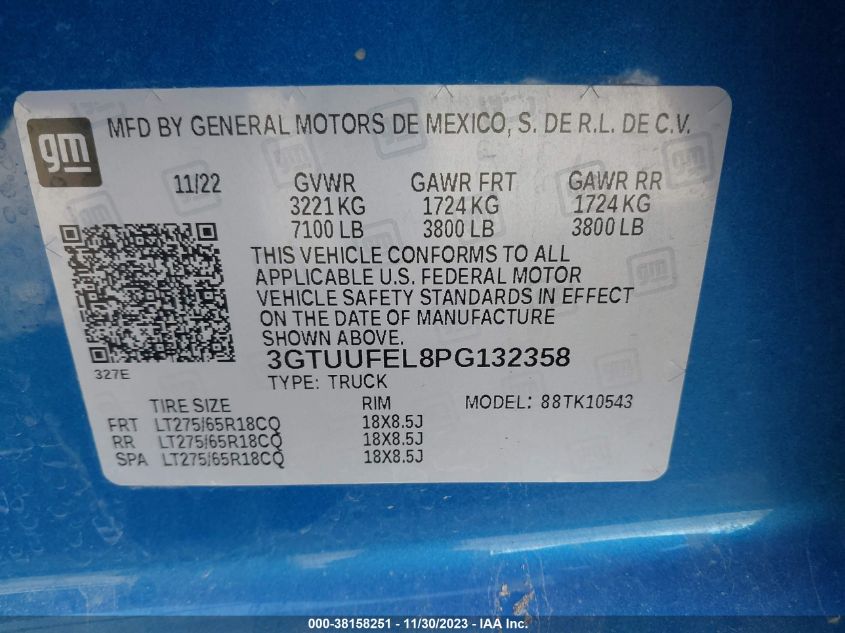 gm
MFD BY GENERAL MOTORS DE MEXICO, S. DE R.L. DE C.V.
11/22 GVWR GAWR FRT GAWR RR
3221 KG 1724 KG 1724 KG
7100 LB 3800 LB 3800 LB
THIS VEHICLE CONFORMS TO ALL
APPLICABLE U.S. FEDERAL MOTOR
VEHICLE SAFETY STANDARDS IN EFFECT
ON THE DATE OF MANUFACTURE
SHOWN ABOVE.
3GTUUFEL8PG132358
327E
TYPE: TRUCK
TIRE SIZE RIM MODEL: 88TK10543
FRT LT275/65R18CQ 18X8.5J
RR LT275/65R18CQ 18X8.5J
SPA LT275/65R18CQ 18X8.5J
000-38158251 - 11/30/2023 - IAA Inc.